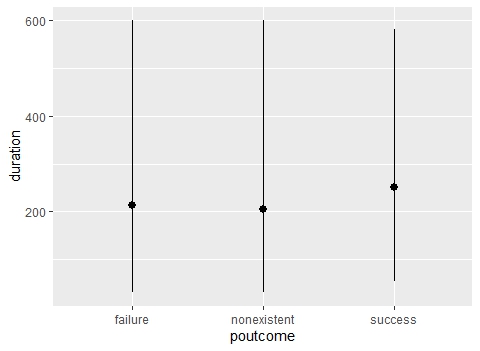 600
400
200
duration
failure
nonexistent
success
poutcome